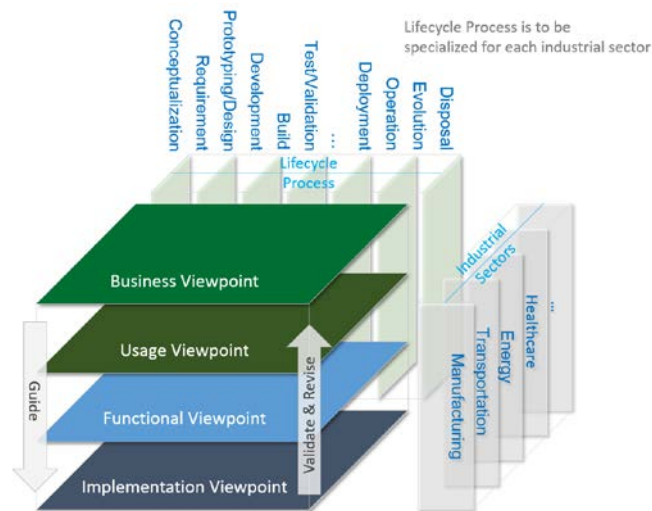 Lifecycle Process is to be
specialized for each industrial sector
Conceptualization
Requirement
Prototyping/Design
Development
Build
Test/Validation
...
Deployment
Operation
Evolution
Disposal
Lifecycle
Process
Business Viewpoint
Usage Viewpoint
Functional Viewpoint
Implementation Viewpoint
Guide
Validate & Revise
Industrial
Sectors
Manufacturing
Transportation
Energy
Healthcare
...